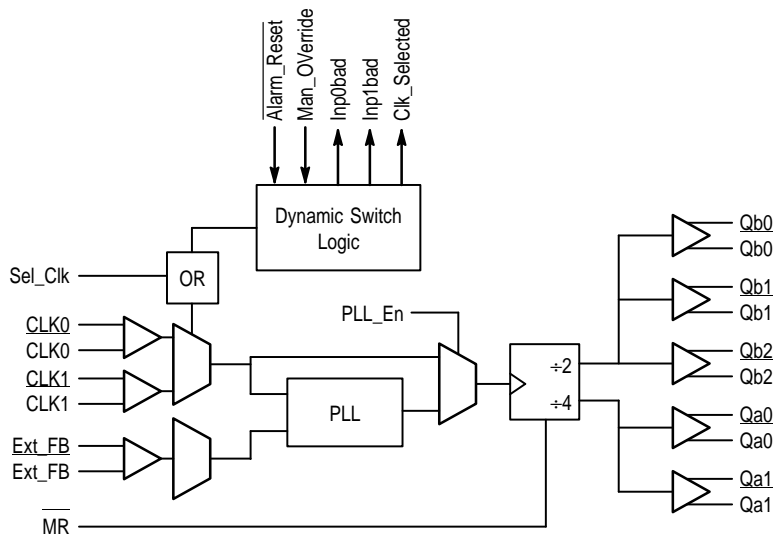 Alarm_Reset
Man_OVerride
Inp0bad
Inp1bad
Clk_Selected
Dynamic Switch
Logic
Sel_Clk
OR
CLK0
CLK0
CLK1
CLK1
Ext_FB
Ext_FB
MR
PLL_En
PLL
÷2
÷4
Qb0
Qb0
Qb1
Qb1
Qb2
Qb2
Qa0
Qa0
Qa1
Qa1